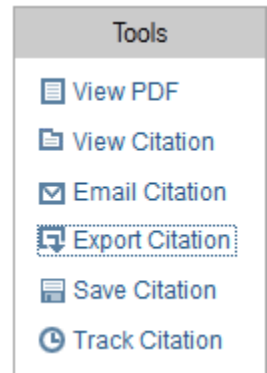 Tools
View PDF
View Citation
Email Citation
Export Citation
Save Citation
Track Citation